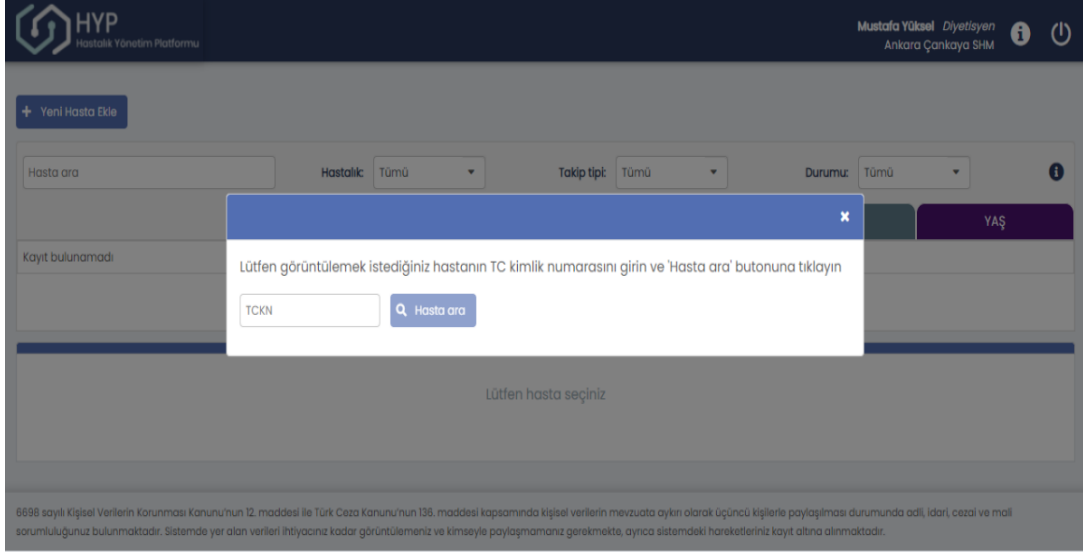 HYP
Hastalık Yönetim Platformu
Mustafa Yüksel Diyetisyen
Ankara Çankaya SHM
+ Yeni Hasta Ekle
Hasta ara
Hastalık: Tümü
Takip tipi: Tümü
Durumu: Tümü
YAŞ
Kayıt bulunamadı
Lütfen görüntülemek istediğiniz hastanın TC kimlik numarasını girin ve 'Hasta ara' butonuna tıklayın
TCKN
Hasta ara
Lütfen hasta seçiniz
6698 sayılı Kişisel Verilerin Korunması Kanunu'nun 12. maddesi ile Türk Ceza Kanunu'nun 136. maddesi kapsamında kişisel verilerin mevzuata aykırı olarak üçüncü kişilerle paylaşılması durumunda adli, idari, cezai ve mali
sorumluluğunuz bulunmaktadır. Sistemde yer alan verileri ihtiyacınız kadar görüntülemeniz ve kimseyle paylaşmamanız gerekmekte, ayrıca sistemdeki hareketleriniz kayıt altına alınmaktadır.